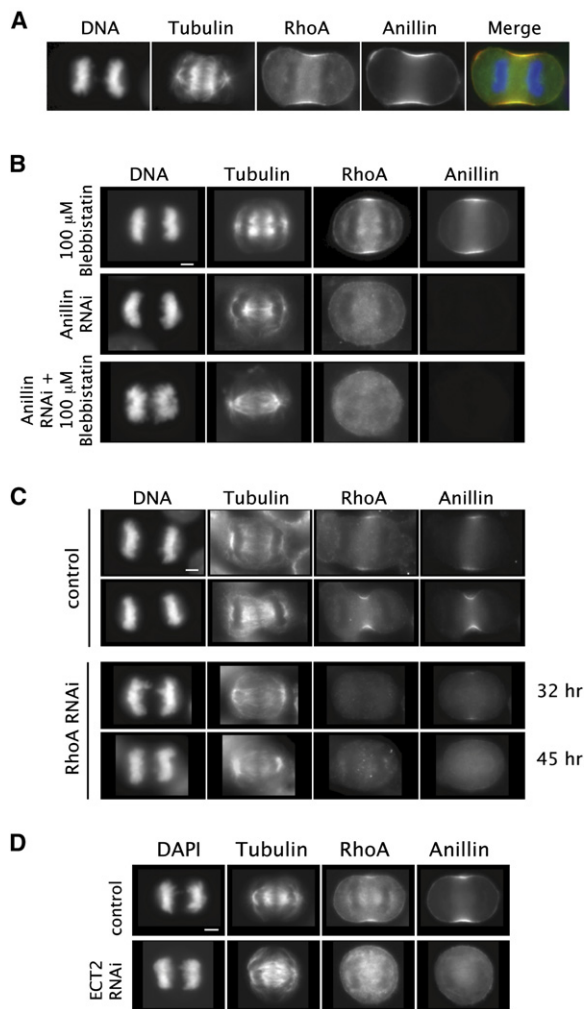 A
DNA Tubulin RhoA Anillin Merge
B
DNA Tubulin RhoA Anillin
100 μM
Blebbistatin
Anillin
RNAi
Anillin
RNAi +
100 μM
Blebbistatin
C
DNA Tubulin RhoA Anillin
control
RhoA RNAi
32 hr
45 hr
D
DAPI Tubulin RhoA Anillin
control
ECT2
RNAi